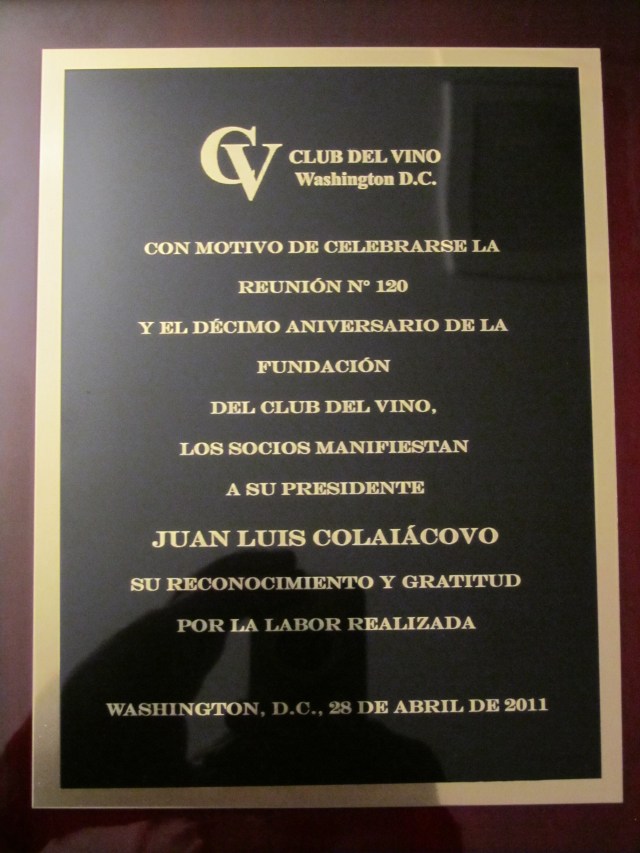 CV CLUB DEL VINO
Washington D.C.
CON MOTIVO DE CELEBRARSE LA
REUNIÓN N° 120
Y EL DÉCIMO ANIVERSARIO DE LA
FUNDACIÓN
DEL CLUB DEL VINO,
LOS SOCIOS MANIFIESTAN
A SU PRESIDENTE
JUAN LUIS COLAIÁCOVO
SU RECONOCIMIENTO Y GRATITUD
POR LA LABOR REALIZADA
WASHINGTON, D.C., 28 DE ABRIL DE 2011